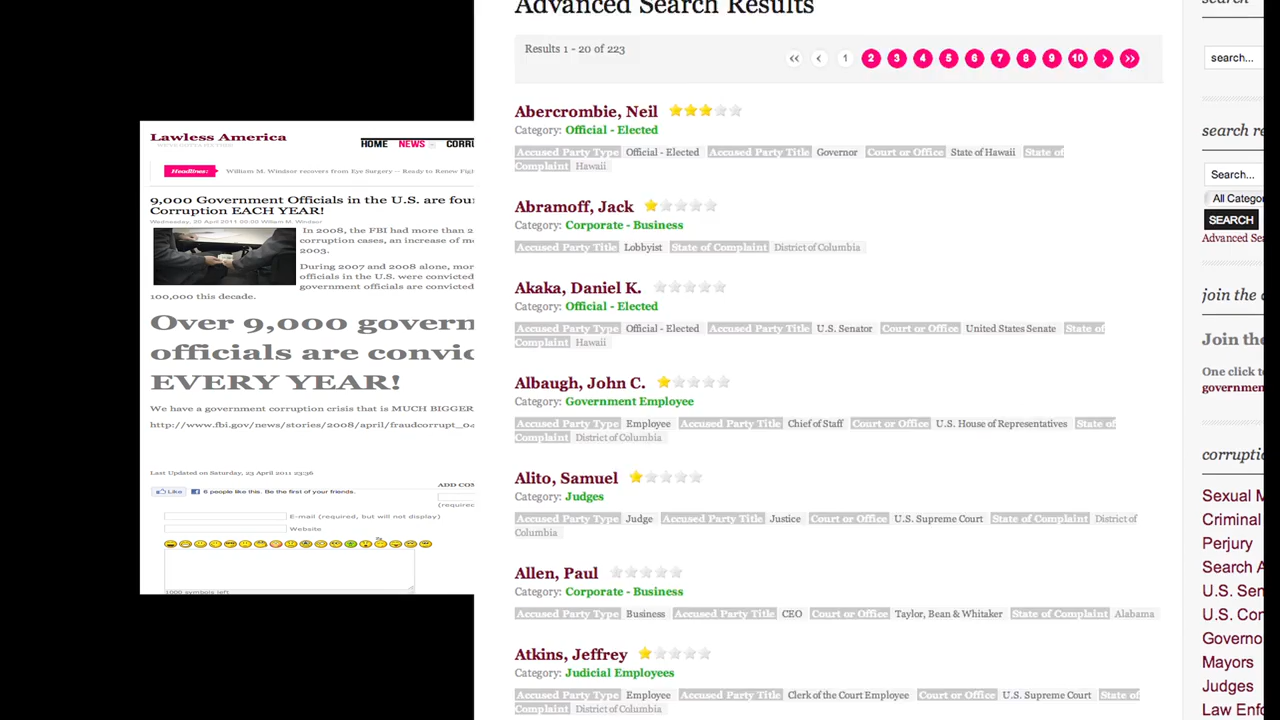 Lawless America
HOME NEWS CORRU
Headlines: William M. Windsor recovers from Eye Surgery -- Ready to Renew Figh
9,000 Government Officials in the U.S. are four
Corruption EACH YEAR!
Wednesday, 20 April 2011 00:00 William M. Windsor
In 2008, the FBI had more than 2
corruption cases, an increase of mo
2003.
During 2007 and 2008 alone, mor
officials in the U.S. were convicted
government officials are convicted
100,000 this decade.
Over 9,000 governm
officials are convic
EVERY YEAR!
We have a government corruption crisis that is MUCH BIGGER
http://www.fbi.gov/news/stories/2008/april/fraudcorrupt_04
Last Updated on Saturday, 23 April 2011 23:36
Like 6 people like this. Be the first of your friends.
ADD COM
(required
E-mail (required, but will not display)
Website
1000 symbols left
Advanced Search Results
Results 1 - 20 of 223
‹‹ ‹ 1 2 3 4 5 6 7 8 9 10 › ››
Abercrombie, Neil
Category: Official - Elected
Accused Party Type Official - Elected Accused Party Title Governor Court or Office State of Hawaii State of
Complaint Hawaii
Abramoff, Jack
Category: Corporate - Business
Accused Party Title Lobbyist State of Complaint District of Columbia
Akaka, Daniel K.
Category: Official - Elected
Accused Party Type Official - Elected Accused Party Title U.S. Senator Court or Office United States Senate State of
Complaint Hawaii
Albaugh, John C.
Category: Government Employee
Accused Party Type Employee Accused Party Title Chief of Staff Court or Office U.S. House of Representatives State of
Complaint District of Columbia
Alito, Samuel
Category: Judges
Accused Party Type Judge Accused Party Title Justice Court or Office U.S. Supreme Court State of Complaint District of
Columbia
Allen, Paul
Category: Corporate - Business
Accused Party Type Business Accused Party Title CEO Court or Office Taylor, Bean & Whitaker State of Complaint Alabama
Atkins, Jeffrey
Category: Judicial Employees
Accused Party Type Employee Accused Party Title Clerk of the Court Employee Court or Office U.S. Supreme Court State of
Complaint District of Columbia
search
search...
search re
Search...
All Catego
SEARCH
Advanced Sea
join the c
Join the
One click to
governmen
corruptio
Sexual M
Criminal
Perjury
Search A
U.S. Sen
U.S. Con
Governo
Mayors
Judges
Law Enfo